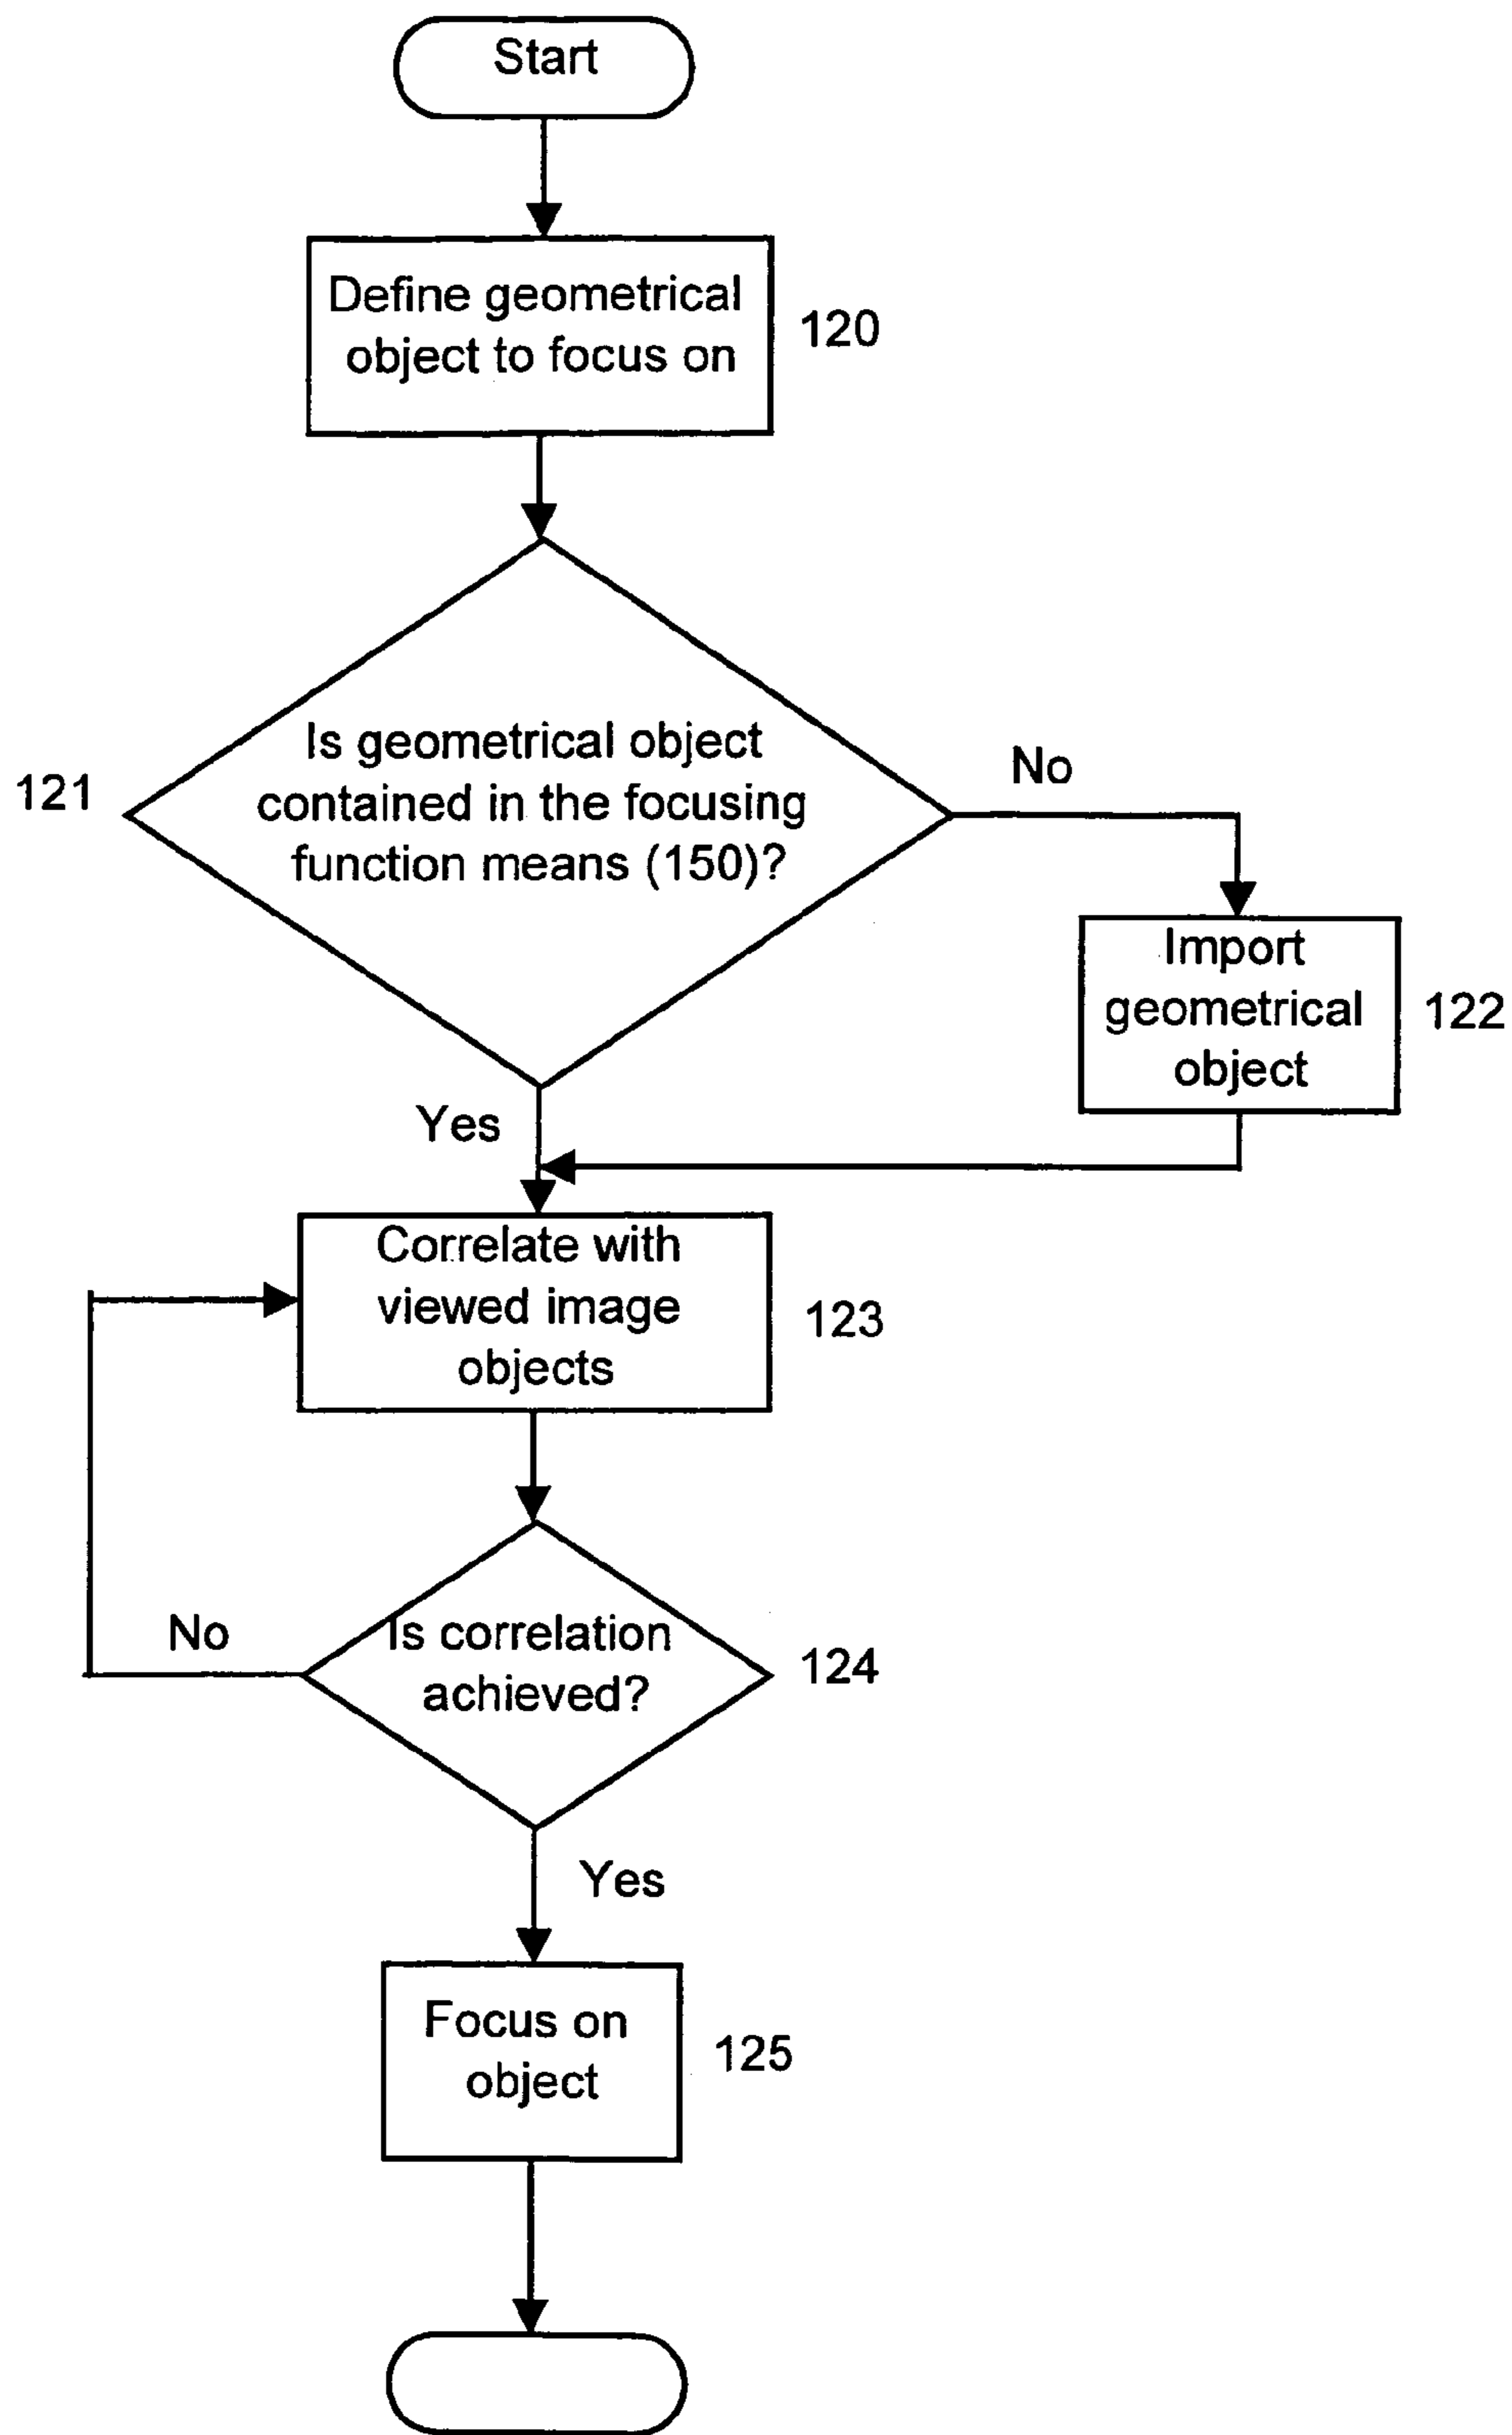 Start
Define geometrical
object to focus on
120
Is geometrical object
contained in the focusing
function means (150)?
121
No
Import
geometrical
object
122
Yes
Correlate with
viewed image
objects
123
Is correlation
achieved?
124
No
Yes
Focus on
object
125